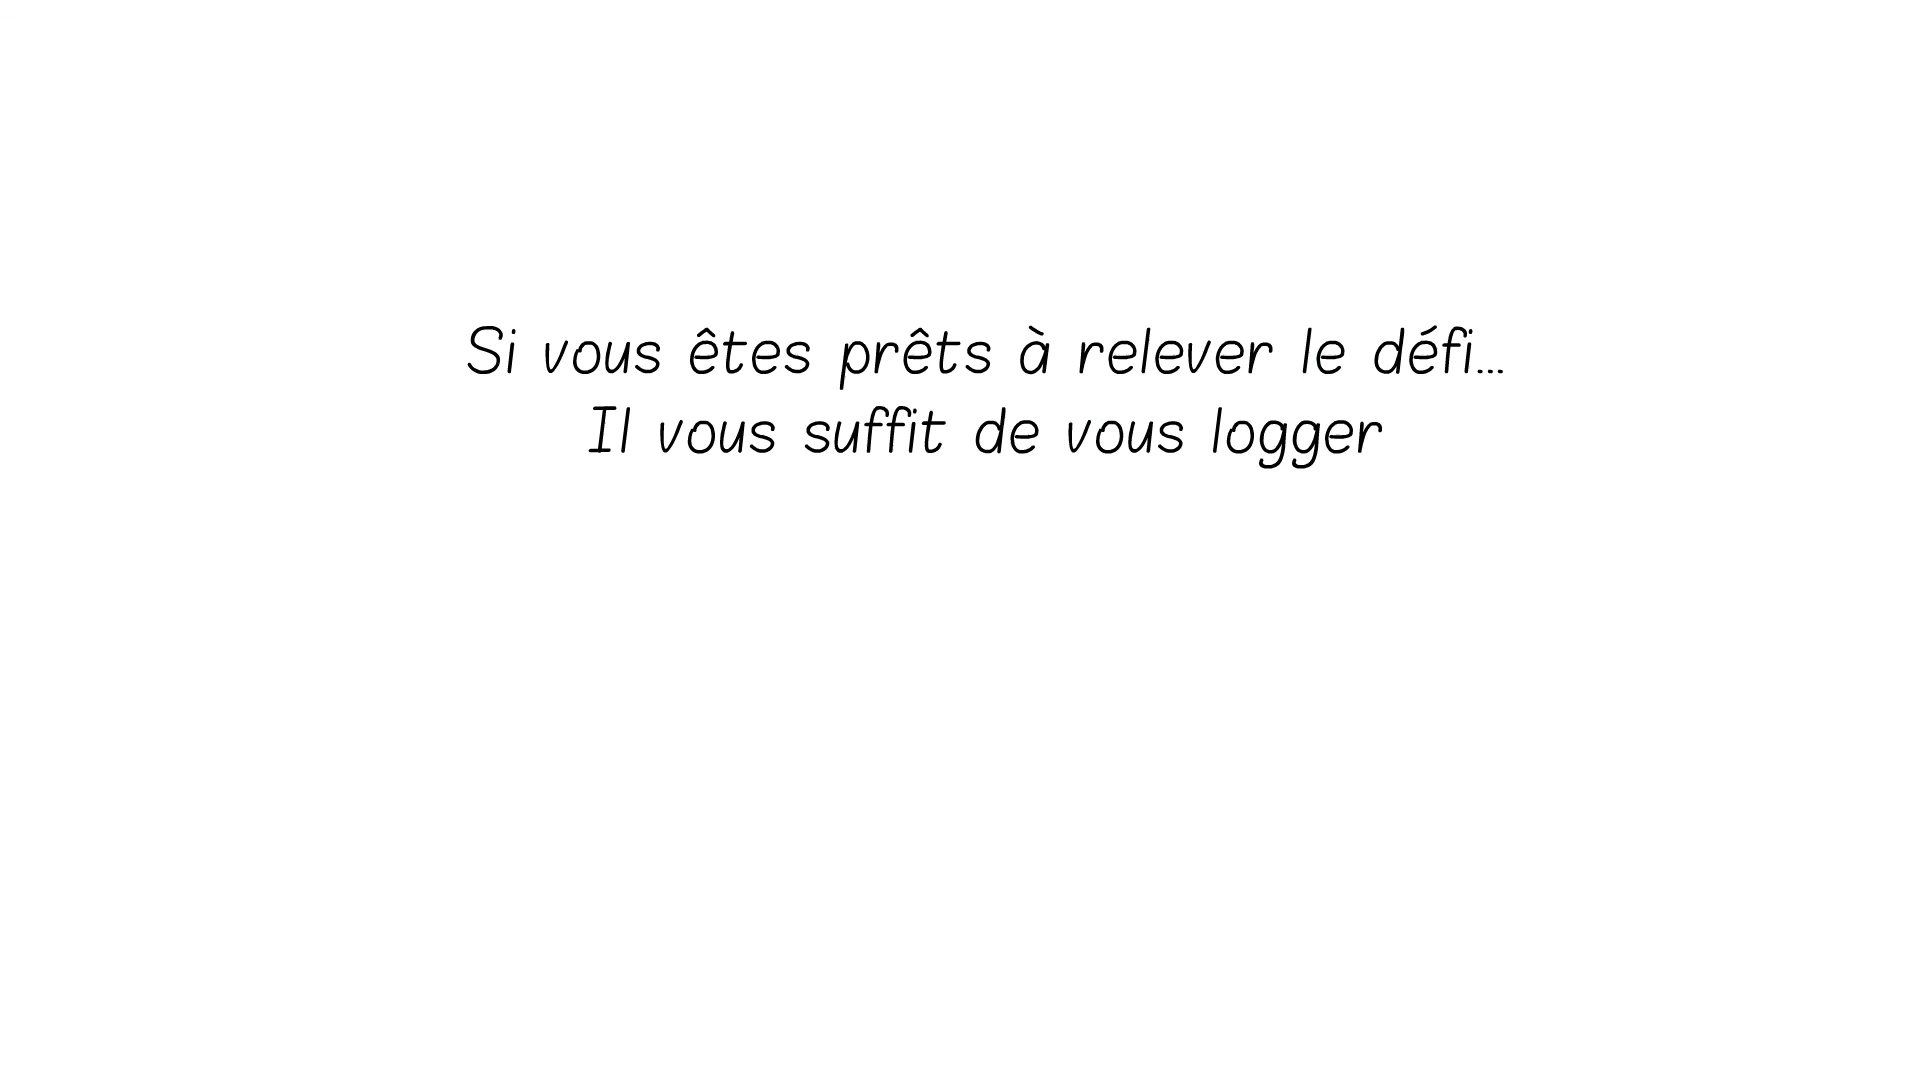 Si vous êtes prêts à relever le défi...
Il vous suffit de vous logger